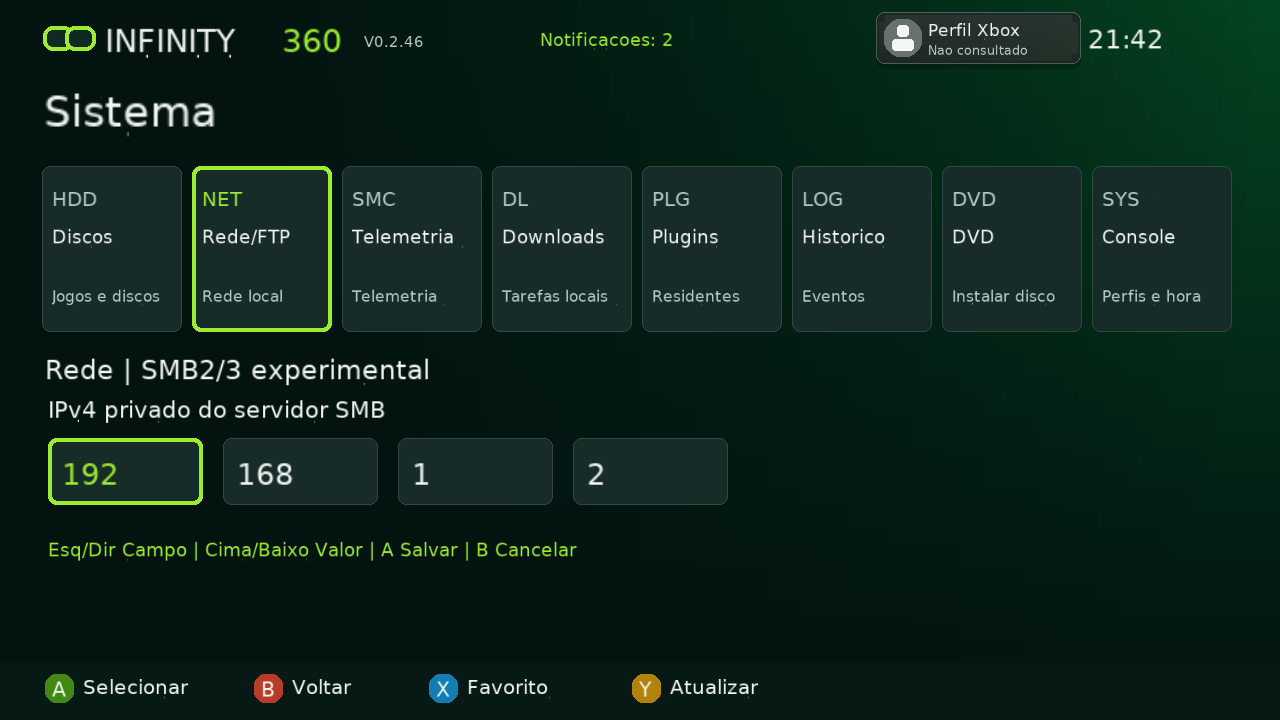 INFINITY 360 V0.2.46 Notificacoes: 2 Perfil Xbox 21:42
Nao consultado
Sistema
HDD NET SMC DL PLG LOG DVD SYS
Discos Rede/FTP Telemetria Downloads Plugins Historico DVD Console
Jogos e discos Rede local Telemetria Tarefas locais Residentes Eventos Instalar disco Perfis e hora
Rede | SMB2/3 experimental
IPv4 privado do servidor SMB
192 168 1 2
Esq/Dir Campo | Cima/Baixo Valor | A Salvar | B Cancelar
A Selecionar B Voltar X Favorito Y Atualizar